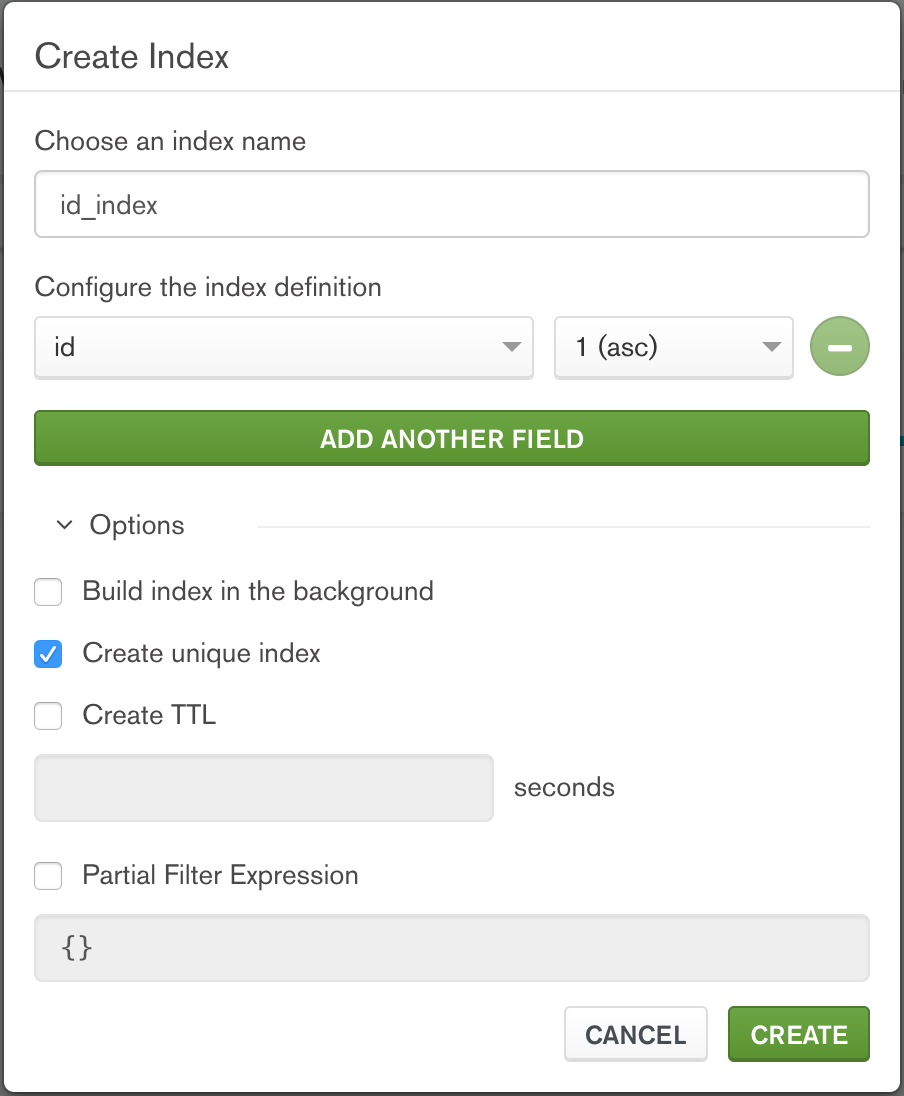 Create Index
Choose an index name
id_index
Configure the index definition
id 1 (asc)
ADD ANOTHER FIELD
Options
Build index in the background
Create unique index
Create TTL
seconds
Partial Filter Expression
{}
CANCEL CREATE